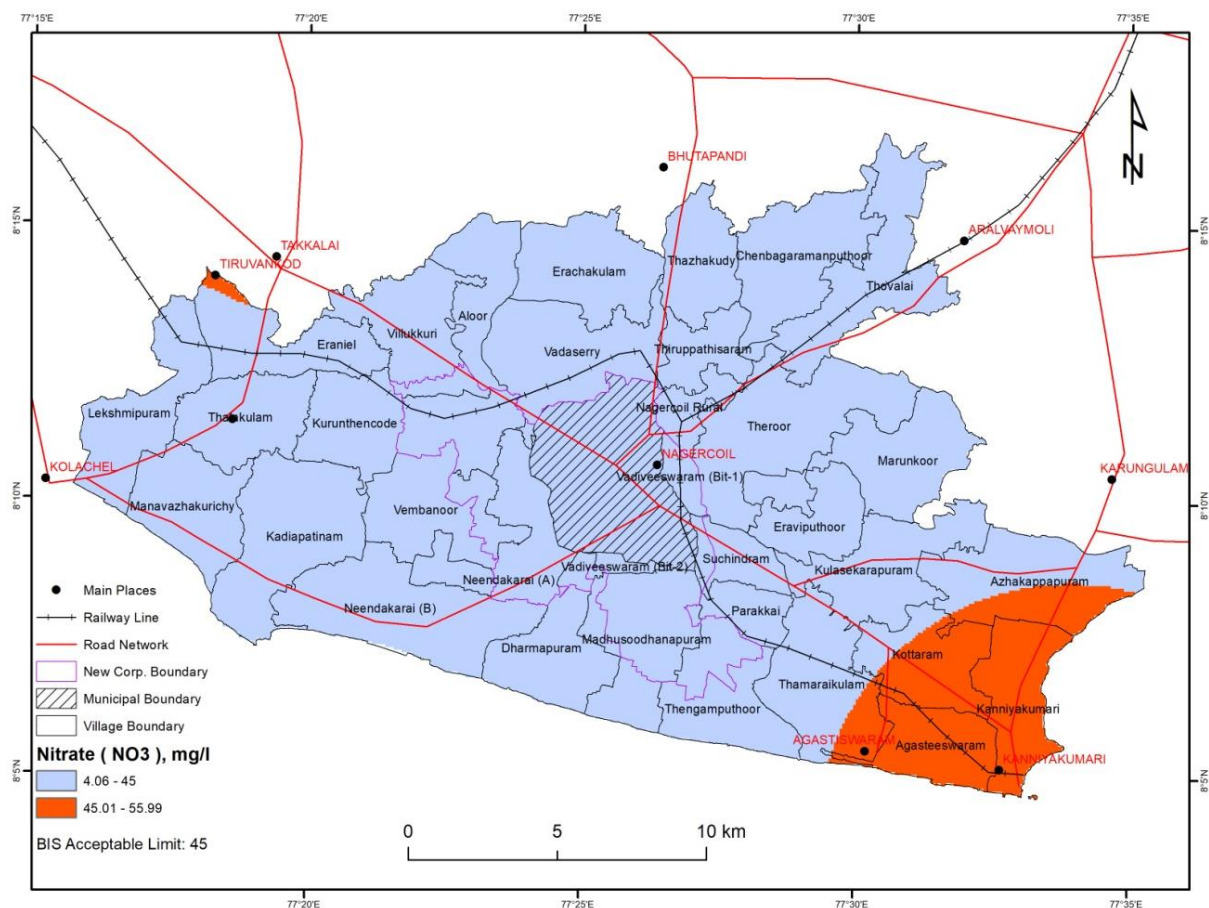 77°15'E 77°20'E 77°25'E 77°30'E 77°35'E
N
BHUTAPANDI
8°15'N
8°15'N
ARALVAYMOLI
TAKKALAI
TIRUVANKOD
Erachakulam
Thazhakudy
Chenbagaramanputhoor
Thovalai
Aloor
Villukkuri
Eraniel
Vadaserry
Thiruppathisaram
Lekshmipuram
Thalakulam
Kurunthencode
Nagercoil Rural
Theroor
Marunkoor
NAGERCOIL
KOLACHEL
Vadiveeswaram (Bit-1)
KARUNGULAM
8°10'N
8°10'N
Manavazhakurichy
Vembanoor
Kadiapatinam
Eraviputhoor
Suchindram
Vadiveeswaram (Bit-2)
Kulasekarapuram
Neendakarai (A)
Azhakappapuram
Neendakarai (B)
Parakkai
Madhusoodhanapuram
Dharmapuram
Kottaram
Thamaraikulam
Thengamputhoor
Kanniyakumari
AGASTISWARAM
Agasteeswaram
KANNIYAKUMARI
8°5'N
8°5'N
Main Places
Railway Line
Road Network
New Corp. Boundary
Municipal Boundary
Village Boundary
Nitrate ( NO3 ), mg/l
4.06 - 45
45.01 - 55.99
BIS Acceptable Limit: 45
0 5 10 km
77°20'E 77°25'E 77°30'E 77°35'E